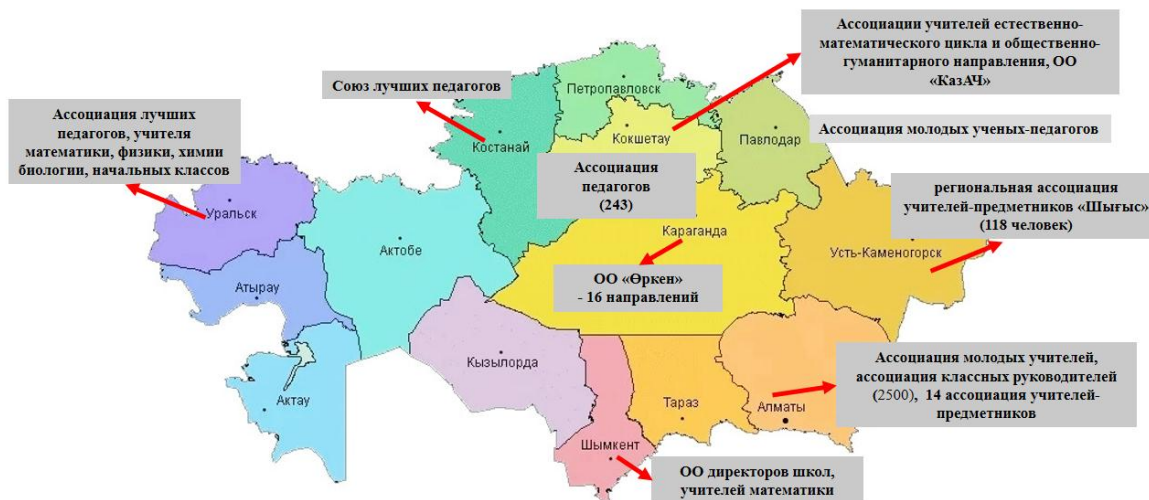 Ассоциации учителей естественно-
математического цикла и общественно-
гуманитарного направления, ОО
«КазАЧ»
Союз лучших педагогов
Петропавловск
Ассоциация лучших
педагогов, учителя
математики, физики, химии
биологии, начальных классов
Костанай
Кокшетау
Павлодар
Ассоциация молодых ученых-педагогов
Ассоциация
педагогов
(243)
региональная ассоциация
учителей-предметников «Шығыс»
(118 человек)
Уральск
Актобе
Караганда
Усть-Каменогорск
ОО «Өркен»
- 16 направлений
Атырау
Кызылорда
Ассоциация молодых учителей,
ассоциация классных руководителей
(2500), 14 ассоциация учителей-
предметников
Актау
Тараз
Алматы
Шымкент
ОО директоров школ,
учителей математики